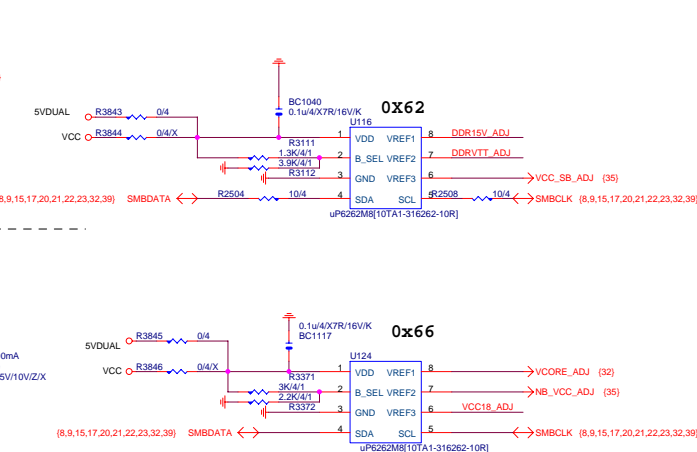 BC1040
0.1u/4/X7R/16V/K
0X62
5VDUAL R3843 0/4
U116
VCC R3844 0/4/X
1 VDD VREF1 8 DDR15V_ADJ
R3111
1.3K/4/1
2 B_SEL VREF2 7 DDRVTT_ADJ
3.9K/4/1
R3112
3 GND VREF3 6 VCC_SB_ADJ {35}
8,9,15,17,20,21,22,23,32,39} SMBDATA R2504 10/4 4 SDA SCL 5 R2508 10/4 SMBCLK {8,9,15,17,20,21,22,23,32,39}
uP6262M8[10TA1-316262-10R]
0.1u/4/X7R/16V/K
BC1117
0x66
5VDUAL R3845 0/4
0mA
U124
VCC R3846 0/4/X
1 VDD VREF1 8 VCORE_ADJ {32}
5V/10V/Z/X
R3371
3K/4/1
2 B_SEL VREF2 7 NB_VCC_ADJ {35}
2.2K/4/1
R3372
3 GND VREF3 6 VCC18_ADJ
{8,9,15,17,20,21,22,23,32,39} SMBDATA 4 SDA SCL 5 SMBCLK {8,9,15,17,20,21,22,23,32,39}
uP6262M8[10TA1-316262-10R]